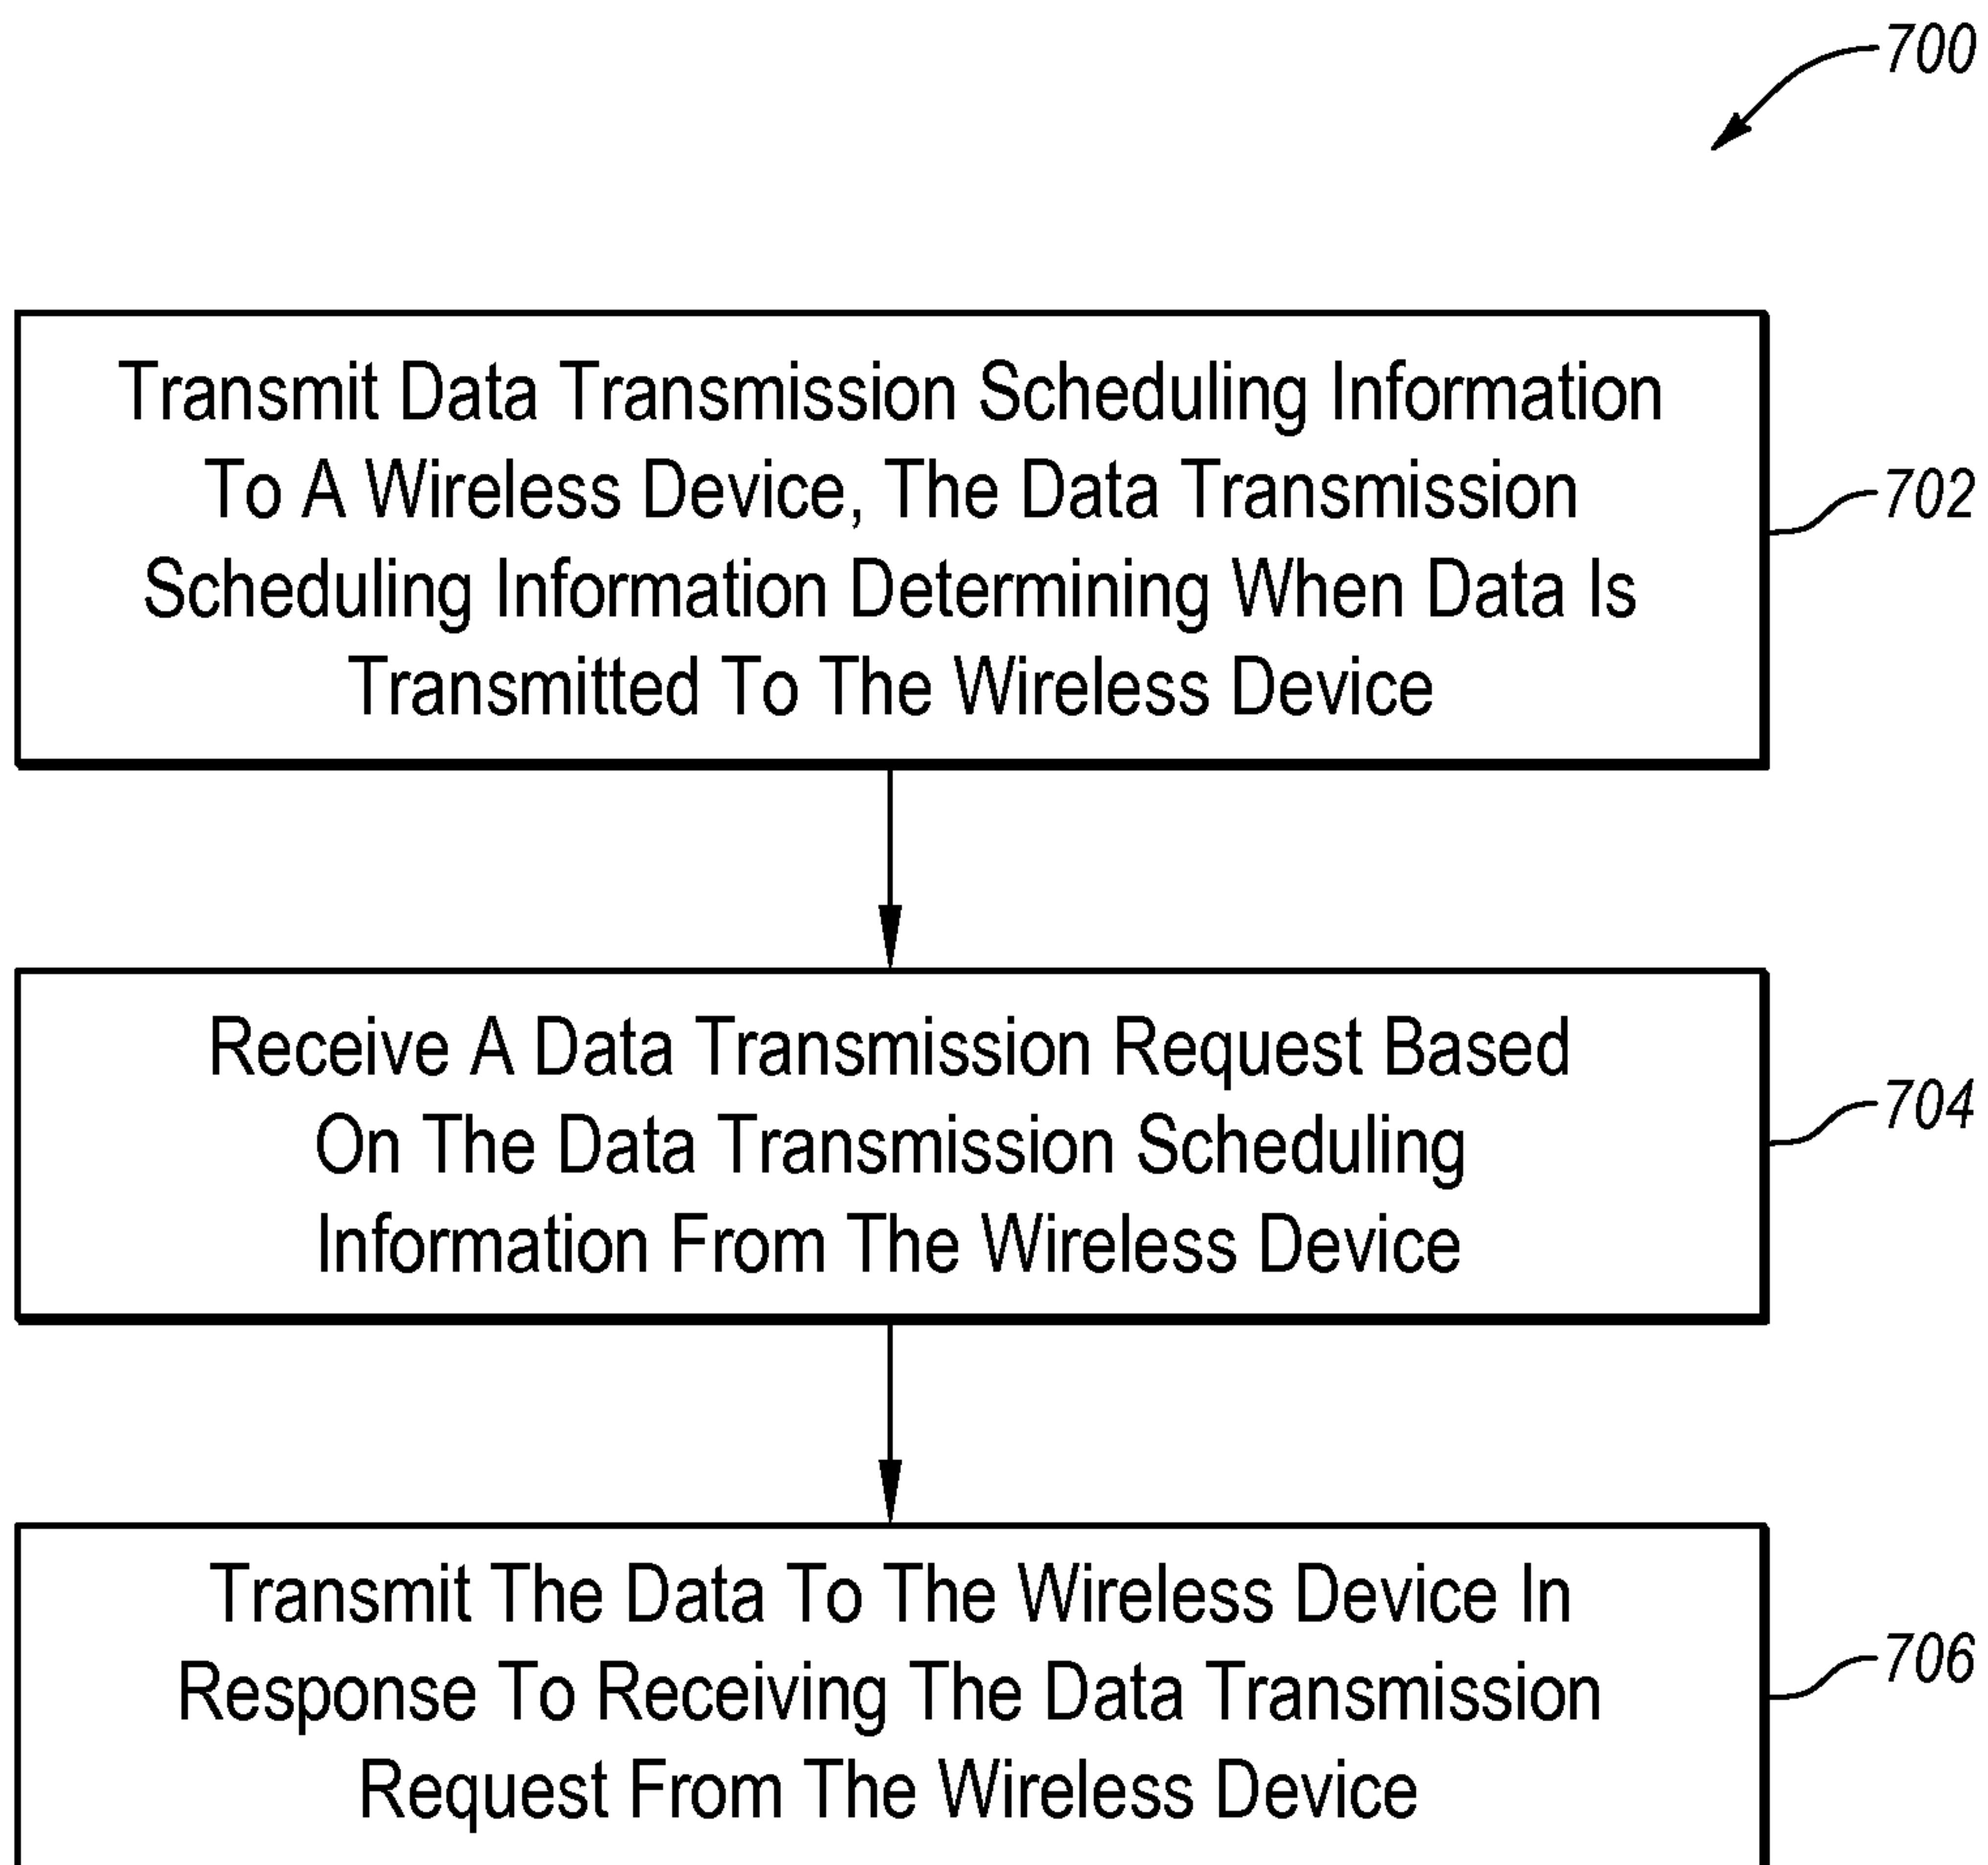 700
Transmit Data Transmission Scheduling Information
To A Wireless Device, The Data Transmission
Scheduling Information Determining When Data Is
Transmitted To The Wireless Device
702
Receive A Data Transmission Request Based
On The Data Transmission Scheduling
Information From The Wireless Device
704
Transmit The Data To The Wireless Device In
Response To Receiving The Data Transmission
Request From The Wireless Device
706